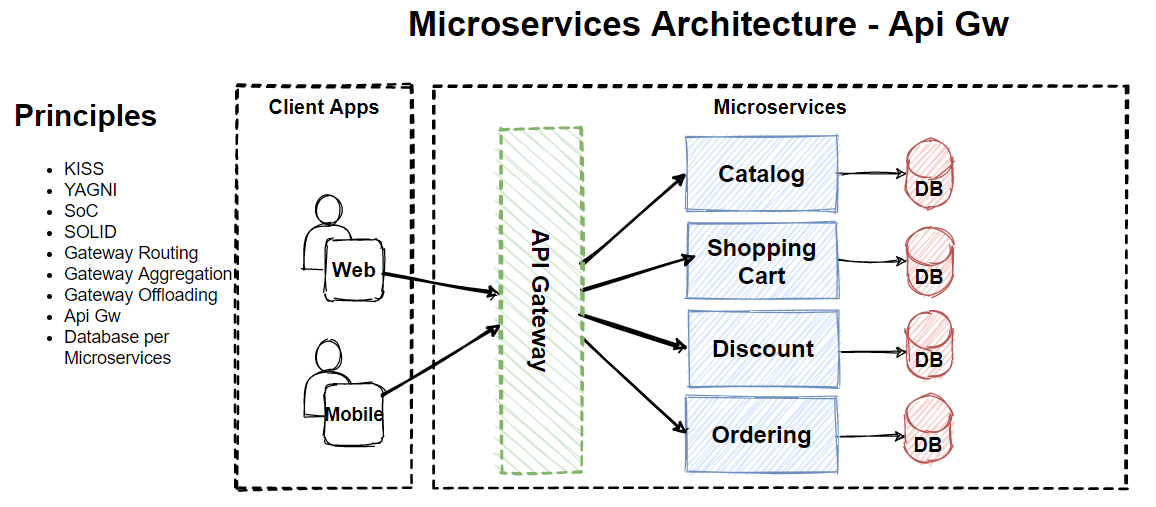 Microservices Architecture - Api Gw
Principles
KISS
YAGNI
SoC
SOLID
Gateway Routing
Gateway Aggregation
Gateway Offloading
Api Gw
Database per
Microservices
Client Apps
Web
Mobile
Microservices
API Gateway
Catalog
DB
Shopping
Cart
DB
Discount
DB
Ordering
DB